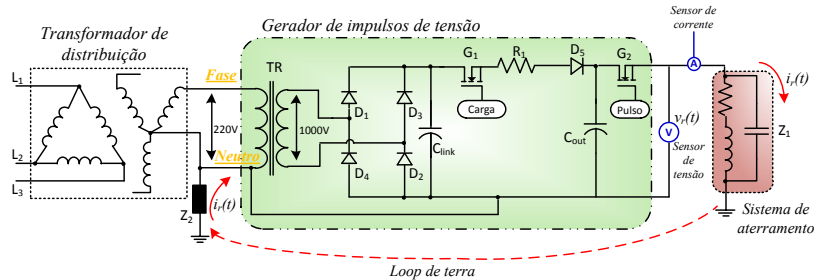 Transformador de
distribuição
Gerador de impulsos de tensão
Sensor de
corrente
L1
L2
L3
Fase
220V
Neutro
TR
1000V
D1
D3
D4
D2
Clink
G1
Carga
R1
D5
Cout
G2
Pulso
A
V
vr(t)
Sensor
de
tensão
ir(t)
Z1
Z2
ir(t)
Sistema de
aterramento
Loop de terra